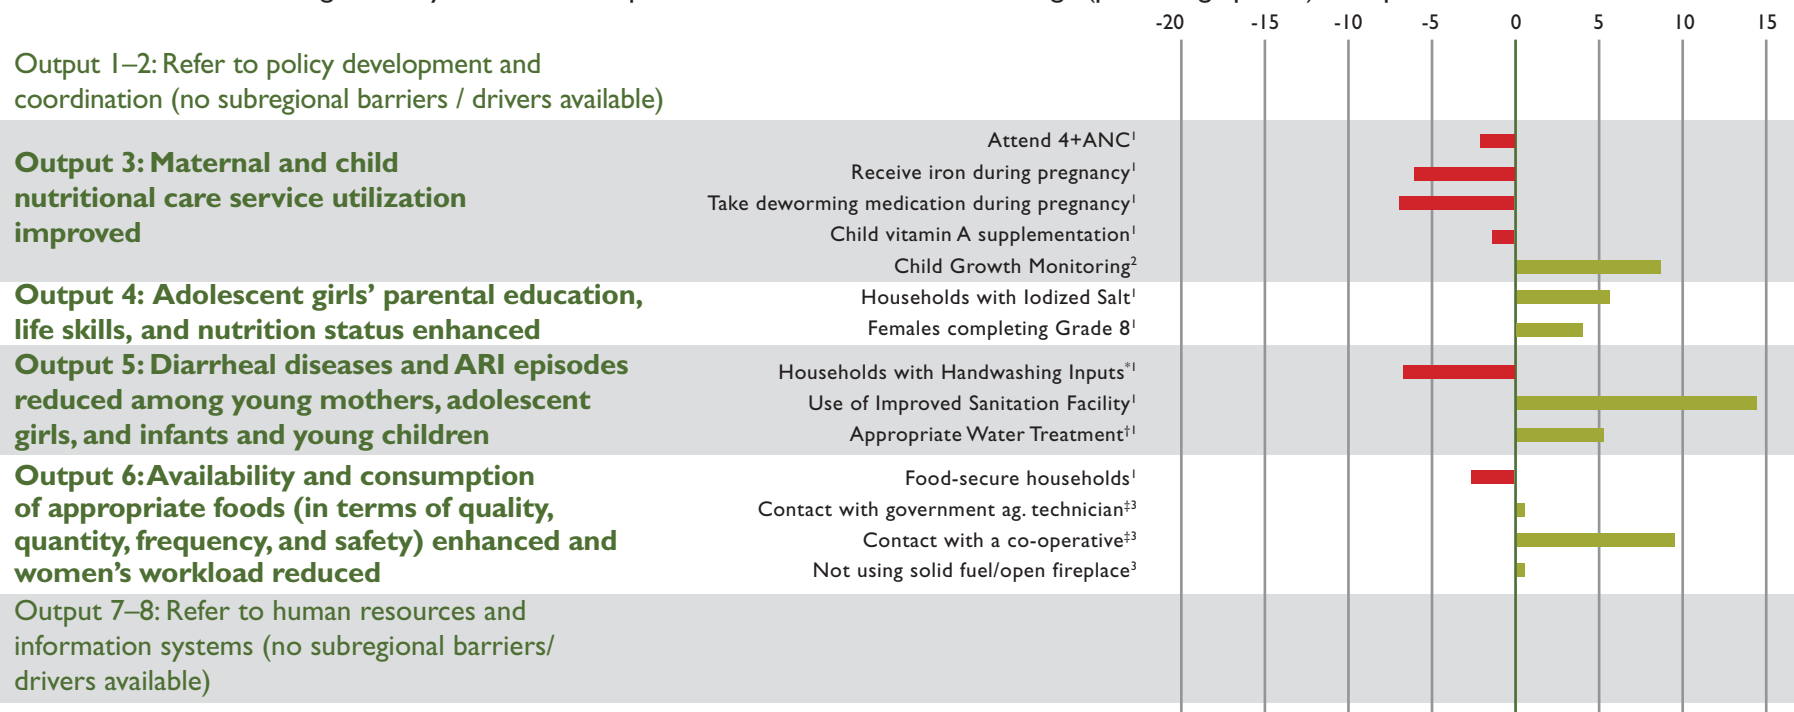 -20 -15 -10 -5 0 5 10 15
Output 1–2: Refer to policy development and
coordination (no subregional barriers / drivers available)
Output 3: Maternal and child
nutritional care service utilization
improved
Attend 4+ANC¹
Receive iron during pregnancy¹
Take deworming medication during pregnancy¹
Child vitamin A supplementation¹
Child Growth Monitoring²
Output 4: Adolescent girls’ parental education,
life skills, and nutrition status enhanced
Households with Iodized Salt¹
Females completing Grade 8¹
Output 5: Diarrheal diseases and ARI episodes
reduced among young mothers, adolescent
girls, and infants and young children
Households with Handwashing Inputs*¹
Use of Improved Sanitation Facility¹
Appropriate Water Treatment†¹
Output 6: Availability and consumption
of appropriate foods (in terms of quality,
quantity, frequency, and safety) enhanced and
women’s workload reduced
Food-secure households¹
Contact with government ag. technician‡³
Contact with a co-operative‡³
Not using solid fuel/open fireplace³
Output 7–8: Refer to human resources and
information systems (no subregional barriers/
drivers available)